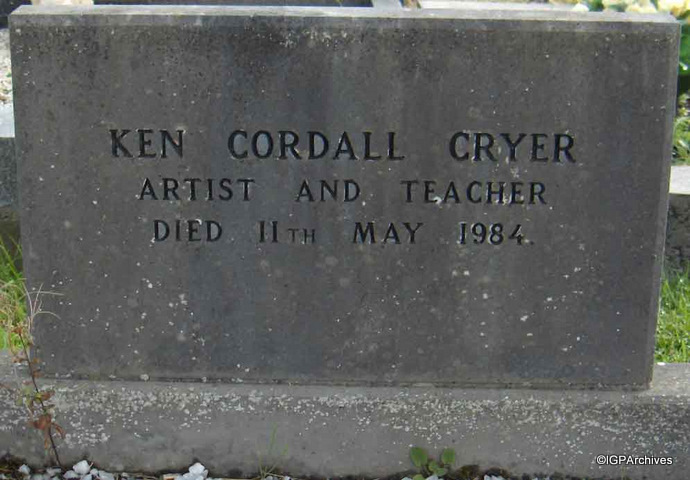 KEN CORDALL CRYER
ARTIST AND TEACHER
DIED 11TH MAY 1984.
©IGPArchives